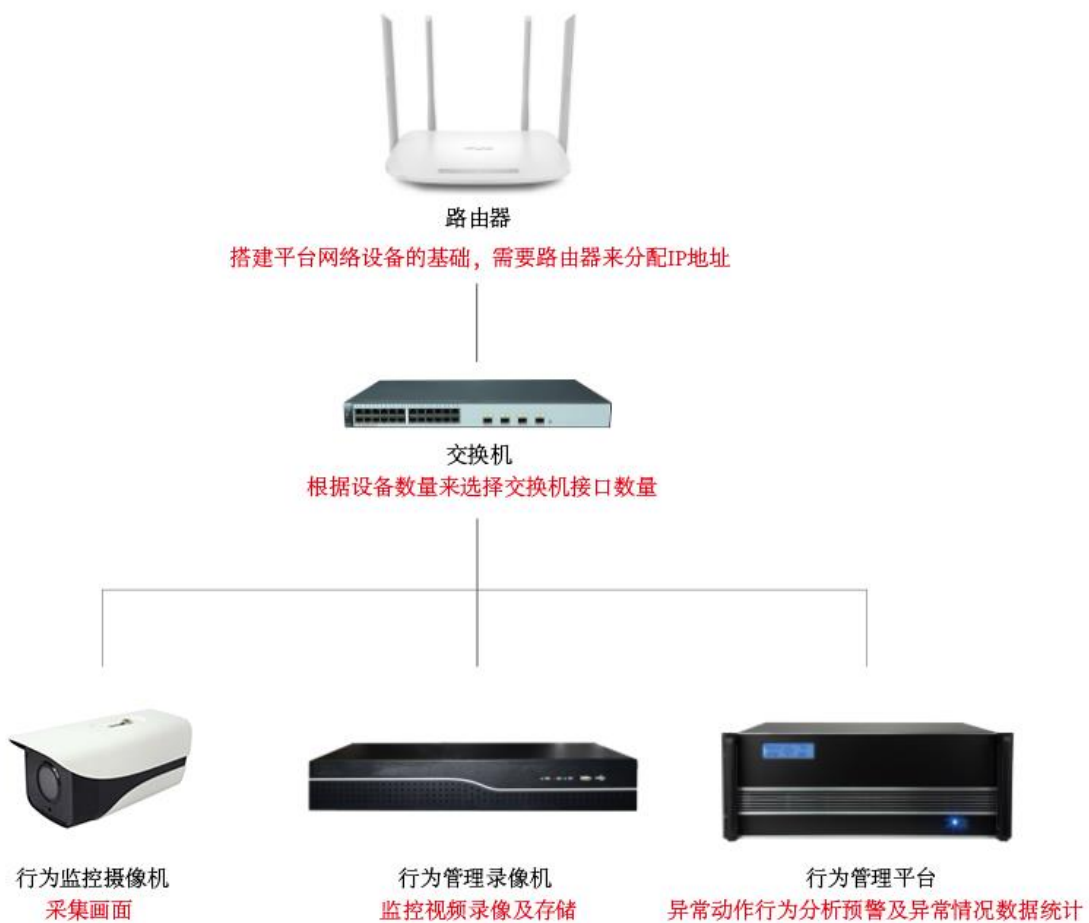 路由器
搭建平台网络设备的基础，需要路由器来分配IP地址
交换机
根据设备数量来选择交换机接口数量
行为监控摄像机
采集画面
行为管理录像机
监控视频录像及存储
行为管理平台
异常动作行为分析预警及异常情况数据统计